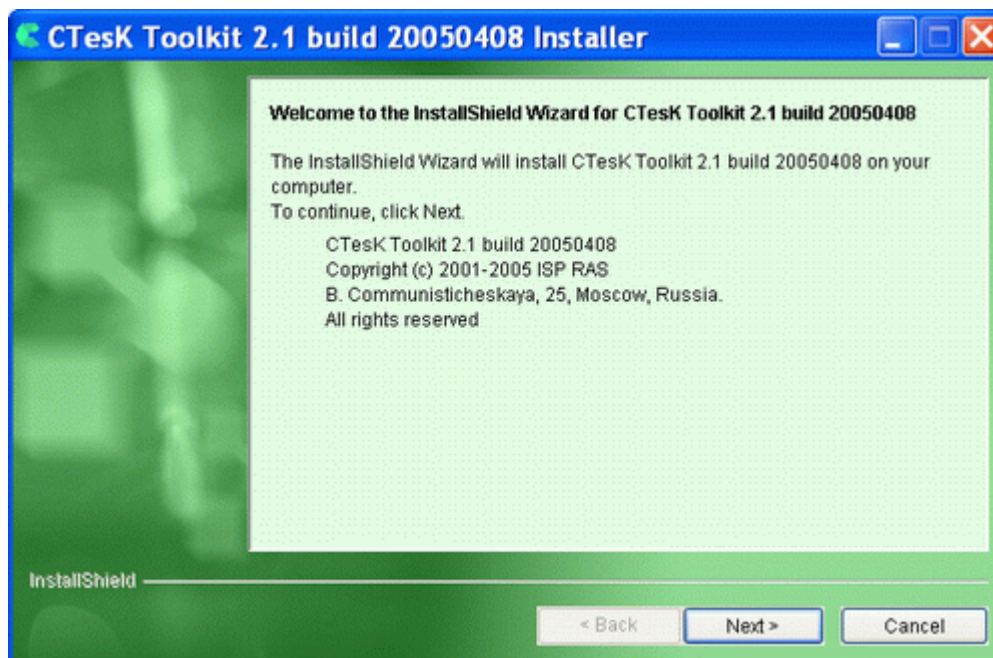 CTesK Toolkit 2.1 build 20050408 Installer
Welcome to the InstallShield Wizard for CTesK Toolkit 2.1 build 20050408
The InstallShield Wizard will install CTesK Toolkit 2.1 build 20050408 on your
computer.
To continue, click Next.
CTesK Toolkit 2.1 build 20050408
Copyright (c) 2001-2005 ISP RAS
B. Communisticheskaya, 25, Moscow, Russia.
All rights reserved
InstallShield
< Back Next > Cancel